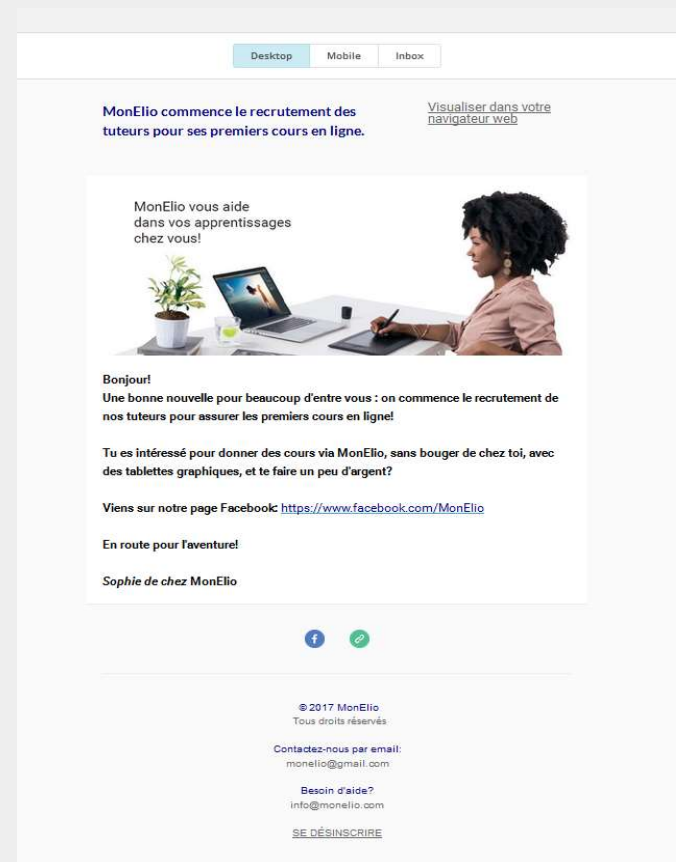 Desktop Mobile Inbox
MonElio commence le recrutement des
tuteurs pour ses premiers cours en ligne.
Visualiser dans votre
navigateur web
MonElio vous aide
dans vos apprentissages
chez vous!
Bonjour!
Une bonne nouvelle pour beaucoup d'entre vous : on commence le recrutement de
nos tuteurs pour assurer les premiers cours en ligne!
Tu es intéressé pour donner des cours via MonElio, sans bouger de chez toi, avec
des tablettes graphiques, et te faire un peu d'argent?
Viens sur notre page Facebook: https://www.facebook.com/MonElio
En route pour l'aventure!
Sophie de chez MonElio
© 2017 MonElio
Tous droits réservés
Contactez-nous par email:
monelio@gmail.com
Besoin d'aide?
info@monelio.com
SE DÉSINSCRIRE